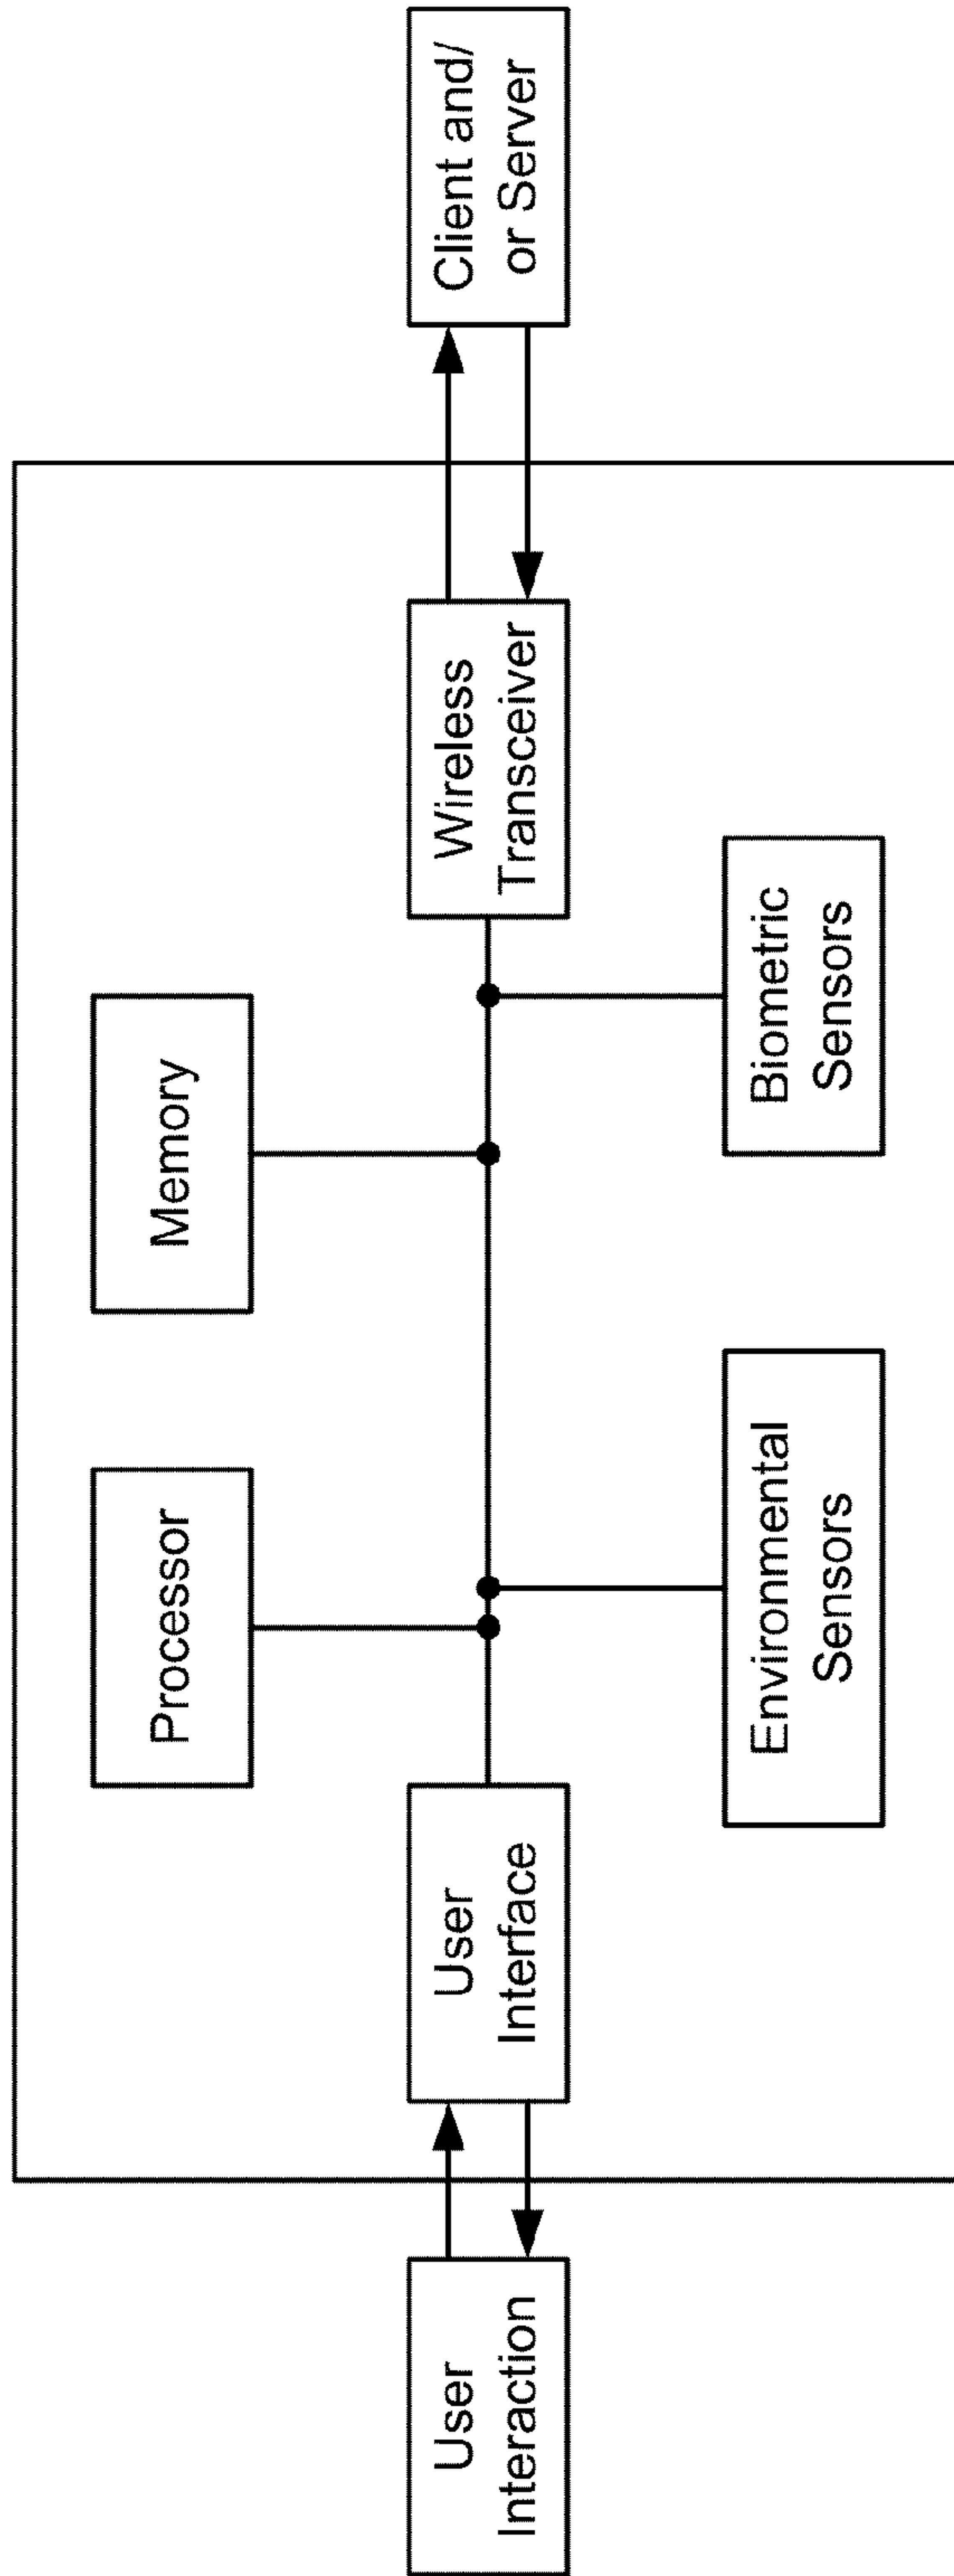 Processor
Memory
User
Interaction
User
Interface
Wireless
Transceiver
Client and/
or Server
Environmental
Sensors
Biometric
Sensors